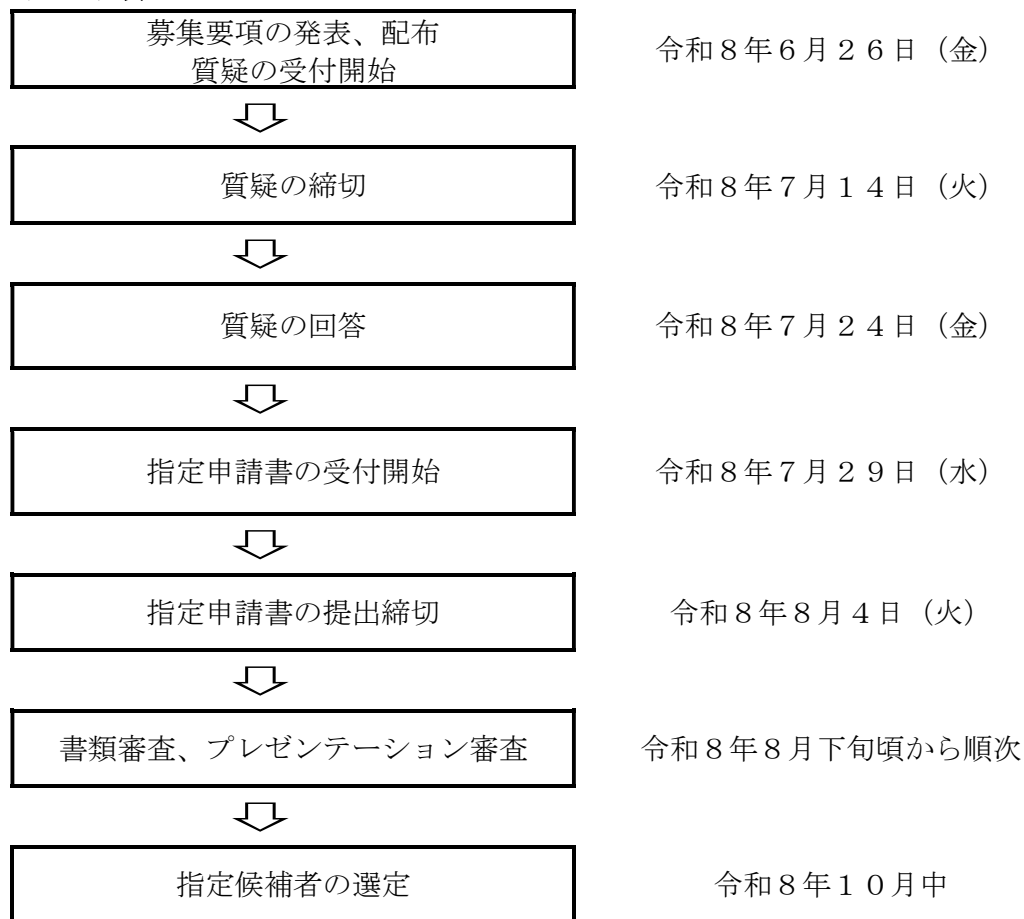 募集要項の発表、配布
質疑の受付開始
令和８年６月２６日（金）
質疑の締切
令和８年７月１４日（火）
質疑の回答
令和８年７月２４日（金）
指定申請書の受付開始
令和８年７月２９日（水）
指定申請書の提出締切
令和８年８月４日（火）
書類審査、プレゼンテーション審査
令和８年８月下旬頃から順次
指定候補者の選定
令和８年１０月中